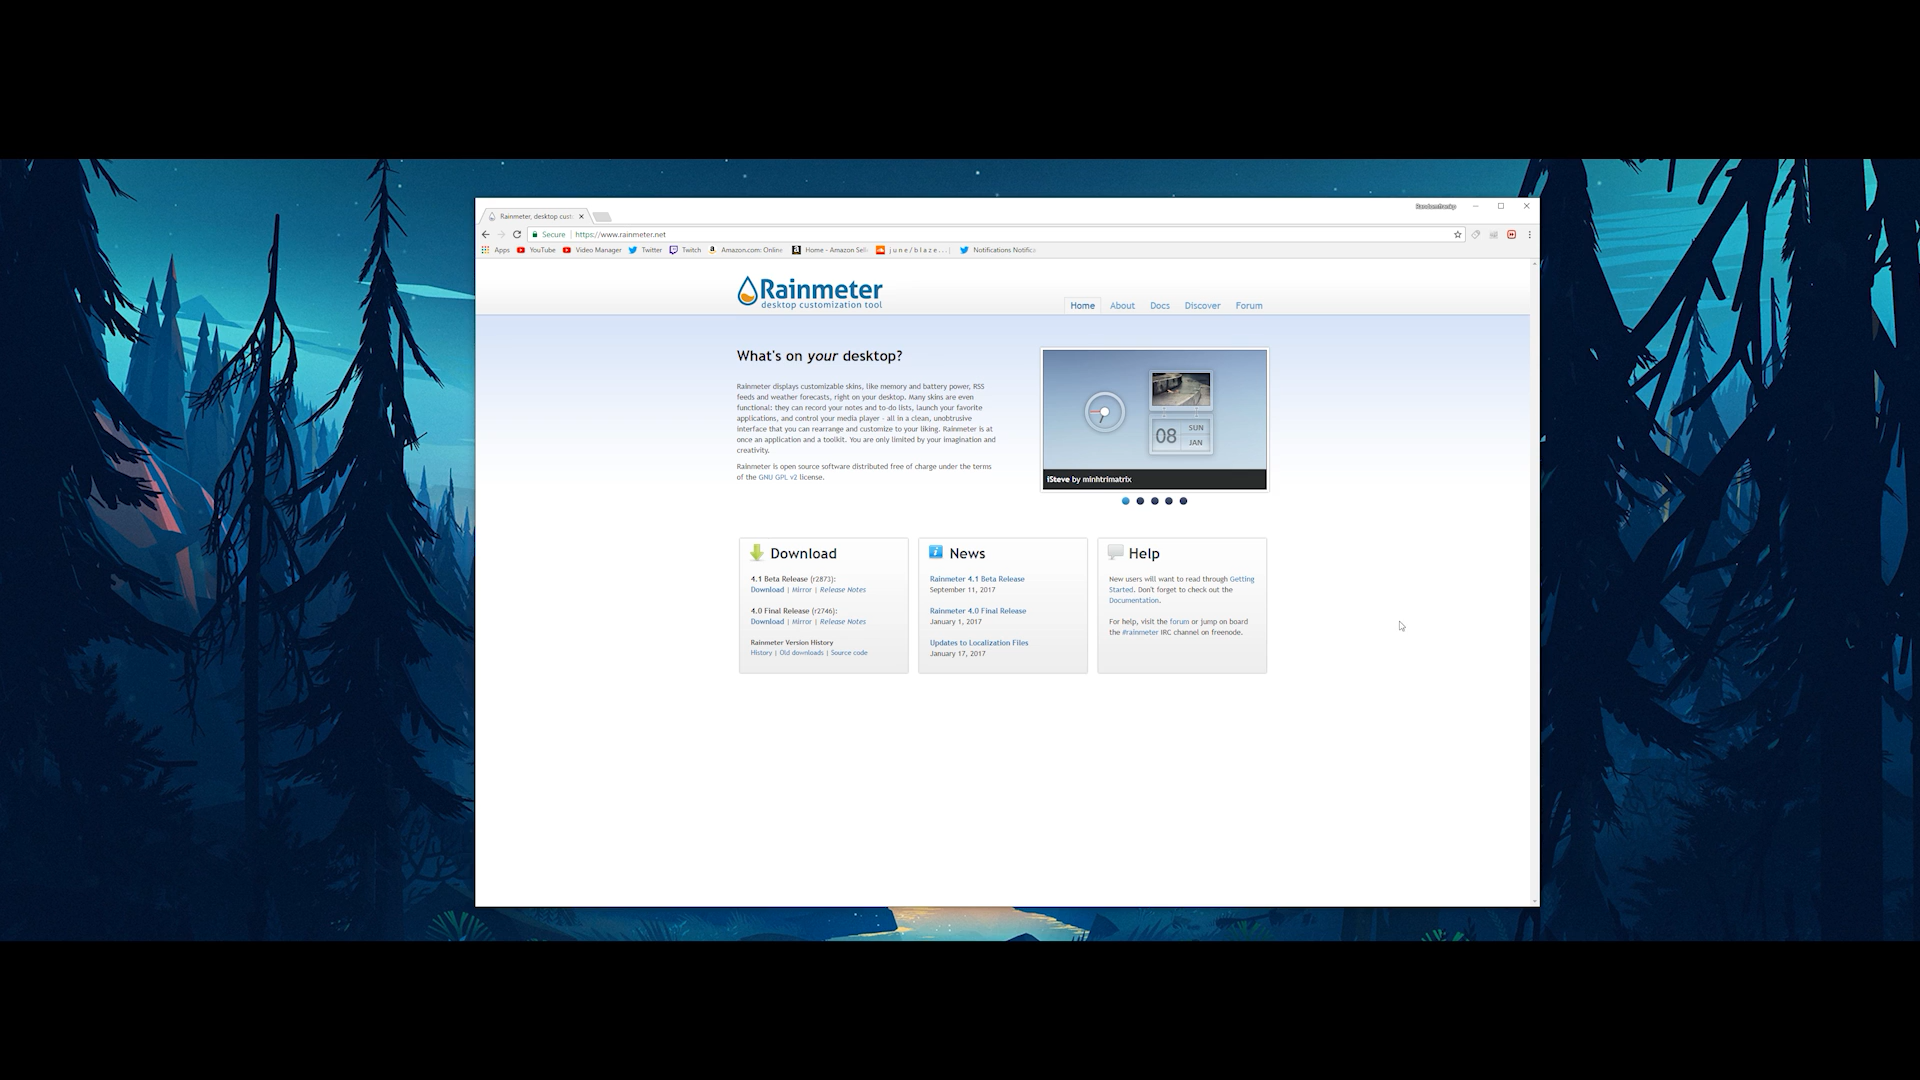 Rainmeter, desktop cust
Randomfrankp
Secure | https://www.rainmeter.net
Apps YouTube Video Manager Twitter Twitch Amazon.com: Online Home - Amazon Sell j u n e / b l a z e . . . | Notifications Notific
Rainmeter
desktop customization tool
Home About Docs Discover Forum
What's on your desktop?
Rainmeter displays customizable skins, like memory and battery power, RSS
feeds and weather forecasts, right on your desktop. Many skins are even
functional: they can record your notes and to-do lists, launch your favorite
applications, and control your media player - all in a clean, unobtrusive
interface that you can rearrange and customize to your liking. Rainmeter is at
once an application and a toolkit. You are only limited by your imagination and
creativity.
Rainmeter is open source software distributed free of charge under the terms
of the GNU GPL v2 license.
08 SUN
JAN
iSteve by minhtrimatrix
Download
4.1 Beta Release (r2873):
Download | Mirror | Release Notes
4.0 Final Release (r2746):
Download | Mirror | Release Notes
Rainmeter Version History
History | Old downloads | Source code
News
Rainmeter 4.1 Beta Release
September 11, 2017
Rainmeter 4.0 Final Release
January 1, 2017
Updates to Localization Files
January 17, 2017
Help
New users will want to read through Getting
Started. Don't forget to check out the
Documentation.
For help, visit the forum or jump on board
the #rainmeter IRC channel on freenode.